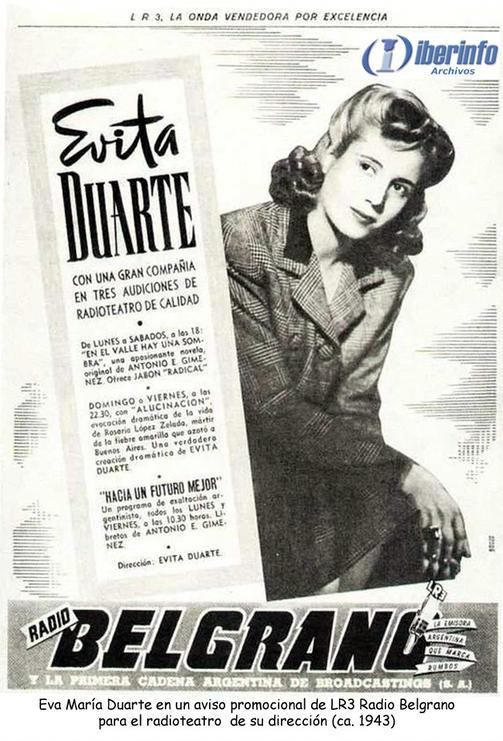 L R 3, LA ONDA VENDEDORA POR EXCELENCIA
iberinfo
Archivos
Evita
DUARTE
CON UNA GRAN COMPAÑIA
EN TRES AUDICIONES DE
RADIOTEATRO DE CALIDAD
De LUNES a SABADOS, a las 18:
"EN EL VALLE HAY UNA SOM-
BRA", una apasionante novela,
original de ANTONIO E. GIME-
NEZ. Ofrece JABON "RADICAL"
DOMINGO a VIERNES, a las
22.30, con "ALUCINACION",
evocación dramática de la vida
de Rosario López Zelada, mártir
de la fiebre amarilla que azotó a
Buenos Aires. Una verdadera
creación dramática de EVITA
DUARTE.
"HACIA UN FUTURO MEJOR"
Un programa de exaltación ar-
gentinista, todos los LUNES y
VIERNES, a las 10.30 horas. Li-
bretos de ANTONIO E. GIME-
NEZ.
Dirección: EVITA DUARTE.
RADIO
BELGRANO
LR3
LA EMISORA
ARGENTINA
QUE MARCA
RUMBOS
Y LA PRIMERA CADENA ARGENTINA DE BROADCASTINGS (S. A.)
Eva María Duarte en un aviso promocional de LR3 Radio Belgrano
para el radioteatro de su dirección (ca. 1943)